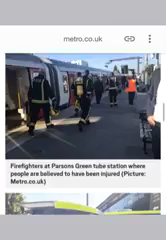 metro.co.uk
Firefighters at Parsons Green tube station where
people are believed to have been injured (Picture:
Metro.co.uk)